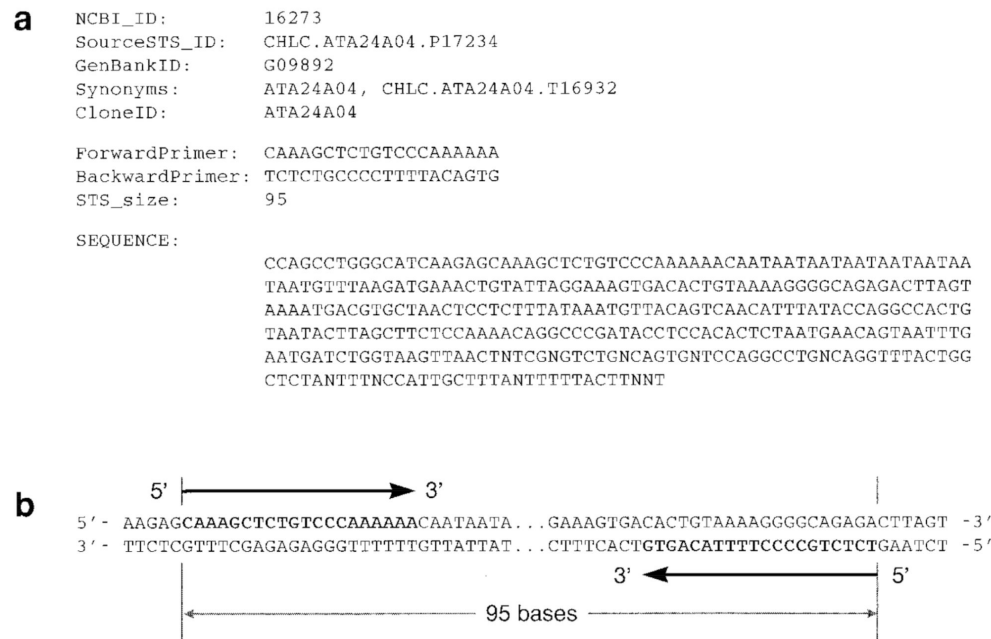 a
NCBI_ID: 16273
SourceSTS_ID: CHLC.ATA24A04.P17234
GenBankID: G09892
Synonyms: ATA24A04, CHLC.ATA24A04.T16932
CloneID: ATA24A04
ForwardPrimer: CAAAGCTCTGTCCCAAAAAA
BackwardPrimer: TCTCTGCCCCTTTTACAGTG
STS_size: 95
SEQUENCE:
CCAGCCTGGGCATCAAGAGCAAAGCTCTGTCCCAAAAAACAATAATAATAATAATAATAA
TAATGTTTAAGATGAAACTGTATTAGGAAAGTGACACTGTAAAAGGGGCAGAGACTTAGT
AAAATGACGTGCTAACTCCTCTTTATAAATGTTACAGTCAACATTTATACCAGGCCACTG
TAATACTTAGCTTCTCCAAAACAGGCCCGATACCTCCACACTCTAATGAACAGTAATTTG
AATGATCTGGTAAGTTAACTNTCGNGTCTGNCAGTGNTCCAGGCCTGNCAGGTTTACTGG
CTCTANTTTNCCATTGCTTTANTTTTTACTTNNT
b
5' 3'
5'- AAGAGCAAAGCTCTGTCCCAAAAAACAATAATA...GAAAGTGACACTGTAAAAGGGGCAGAGACTTAGT -3'
3'- TTCTCGTTTCGAGAGAGGGTTTTTTGTTATTAT...CTTTCACTGTGACATTTTCCCCGTCTCTGAATCT -5'
3' 5'
95 bases